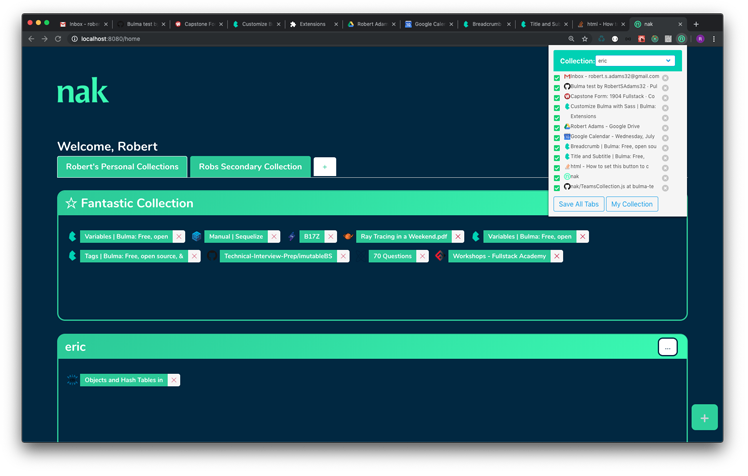 Inbox - rober
Bulma test b
Capstone For
Customize B
Extensions
Robert Adam
Google Calen
Breadcrumb
Title and Sub
html - How to
nak
localhost:8080/home
Collection: eric
nak
Inbox - robert.s.adams32@gmail.com
Bulma test by RobertSAdams32 · Pul
Capstone Form: 1904 Fullstack - Co
Customize Bulma with Sass | Bulma:
Extensions
Robert Adams - Google Drive
Google Calendar - Wednesday, July
Breadcrumb | Bulma: Free, open sou
Title and Subtitle | Bulma: Free,
html - How to set this button to c
nak
nak/TeamsCollection.js at bulma-te
Save All Tabs My Collection
Welcome, Robert
Robert's Personal Collections Robs Secondary Collection +
Fantastic Collection
Variables | Bulma: Free, open Manual | Sequelize B17Z Ray Tracing in a Weekend.pdf Variables | Bulma: Free, open
Tags | Bulma: Free, open source, & Technical-Interview-Prep/imutableBS 70 Questions Workshops - Fullstack Academy
eric ...
Objects and Hash Tables in
+